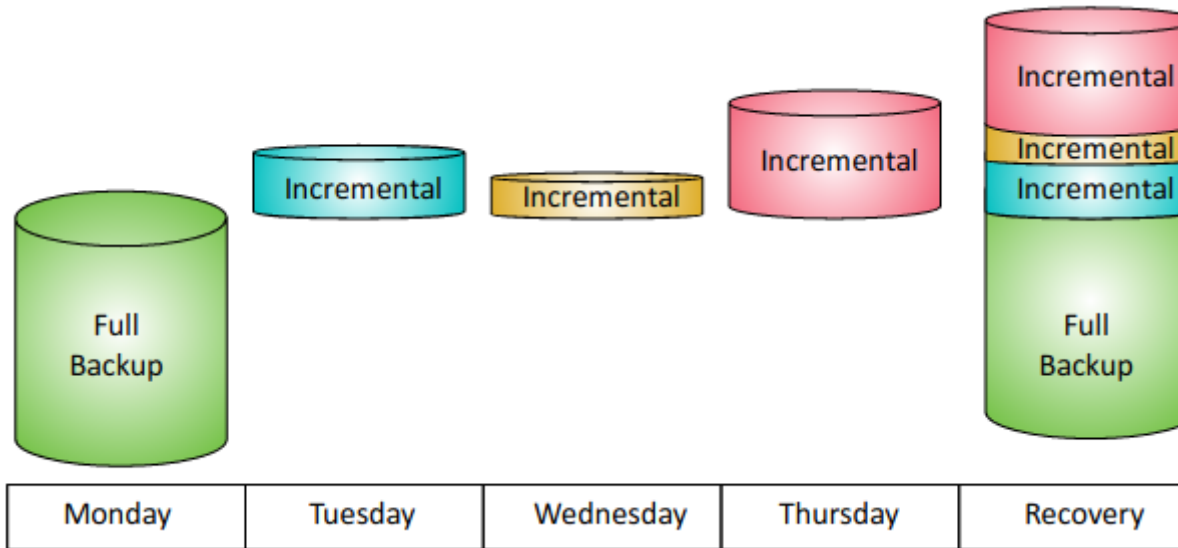 Incremental
Incremental
Incremental
Incremental
Incremental
Incremental
Full
Backup
Full
Backup
Monday Tuesday Wednesday Thursday Recovery